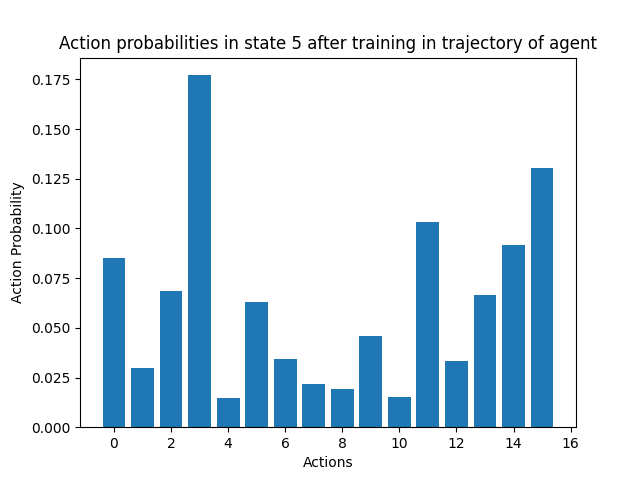 Action probabilities in state 5 after training in trajectory of agent
0.175
0.150
0.125
0.100
0.075
0.050
0.025
0.000
Action Probability
0 2 4 6 8 10 12 14 16
Actions